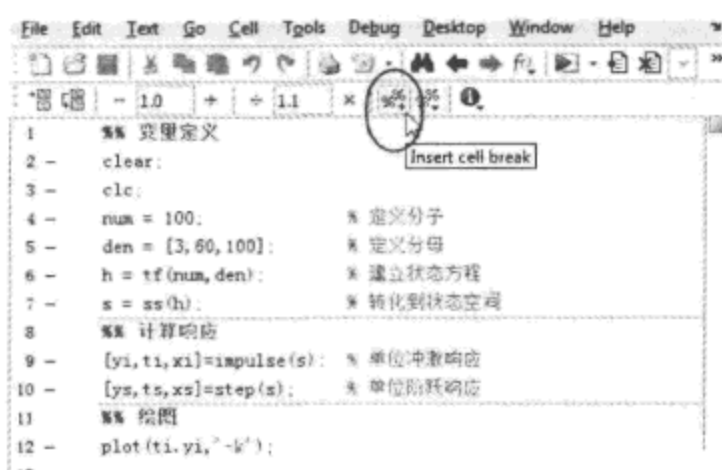 File Edit Text Go Cell Tools Debug Desktop Window Help
- 1.0 + ÷ 1.1 ×
Insert cell break
1 %% 变量定义
2 - clear;
3 - clc;
4 - num = 100; % 定义分子
5 - den = [3,60,100]; % 定义分母
6 - h = tf(num,den); % 建立状态方程
7 - s = ss(h); % 转化到状态空间
8 %% 计算响应
9 - [yi,ti,xi]=impulse(s); % 单位冲激响应
10 - [ys,ts,xs]=step(s); % 单位阶跃响应
11 %% 绘图
12 - plot(ti,yi,'-k');